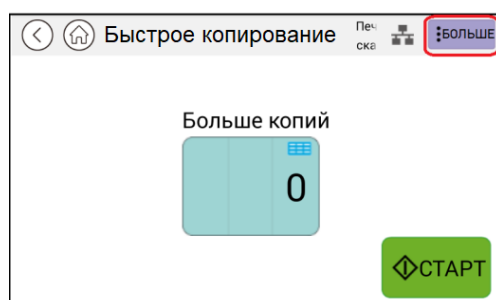 Быстрое копирование
Печ
ска
БОЛЬШЕ
Больше копий
0
СТАРТ